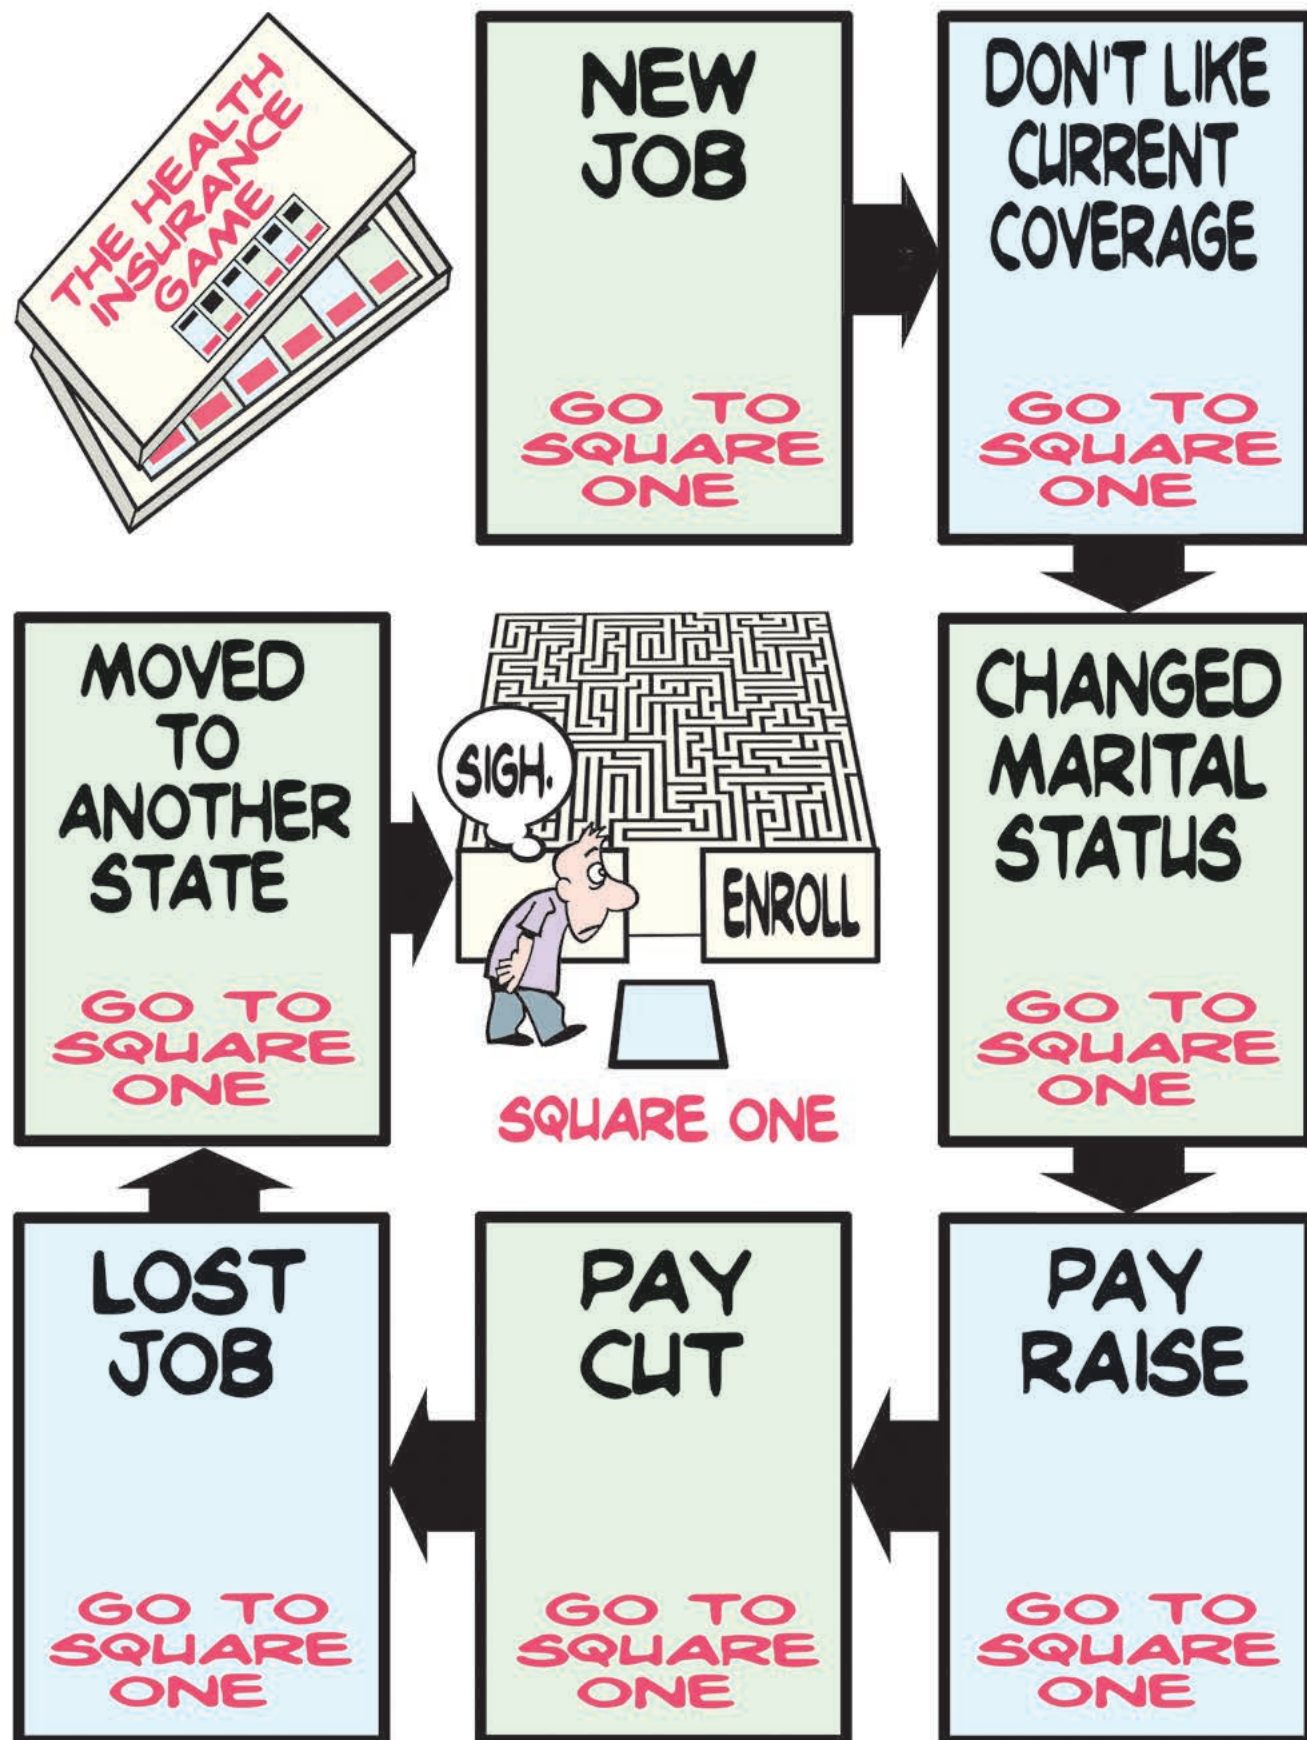 THE HEALTH
INSURANCE
GAME
NEW
JOB
GO TO
SQUARE
ONE
DON'T LIKE
CURRENT
COVERAGE
GO TO
SQUARE
ONE
CHANGED
MARITAL
STATUS
GO TO
SQUARE
ONE
PAY
RAISE
GO TO
SQUARE
ONE
PAY
CUT
GO TO
SQUARE
ONE
LOST
JOB
GO TO
SQUARE
ONE
MOVED
TO
ANOTHER
STATE
GO TO
SQUARE
ONE
SIGH.
ENROLL
SQUARE ONE